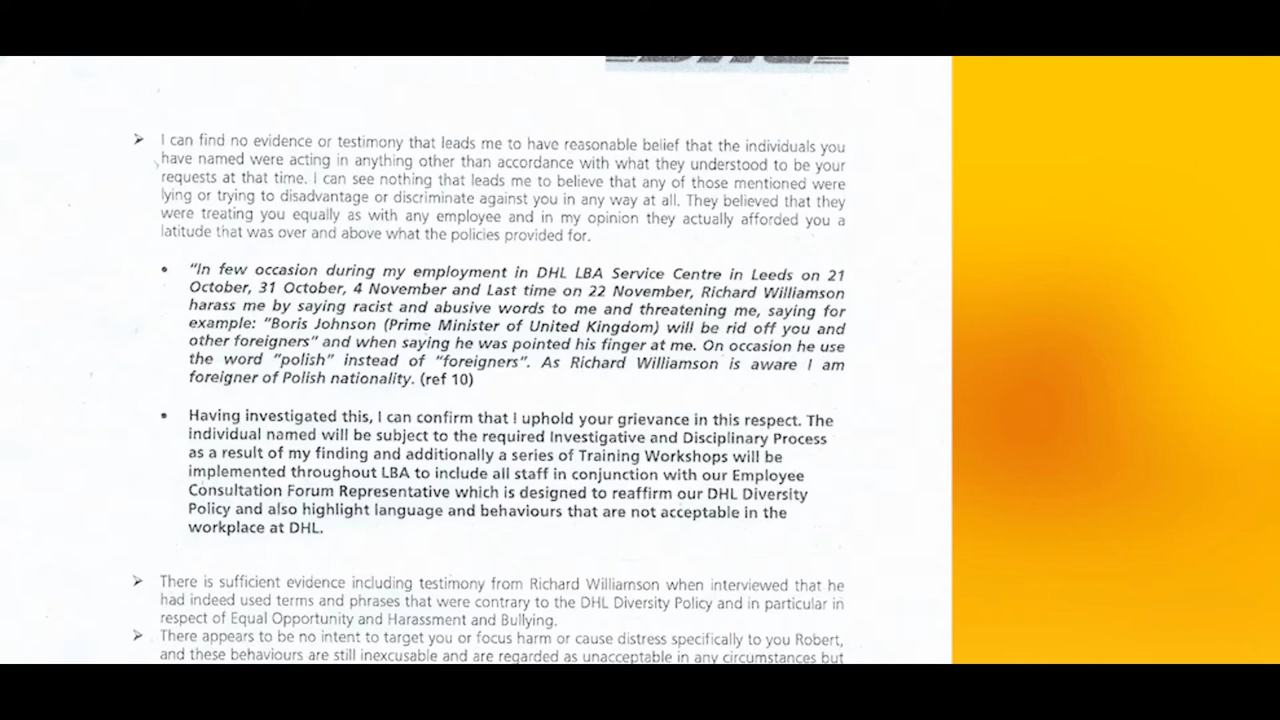 ➢ I can find no evidence or testimony that leads me to have reasonable belief that the individuals you
have named were acting in anything other than accordance with what they understood to be your
requests at that time. I can see nothing that leads me to believe that any of those mentioned were
lying or trying to disadvantage or discriminate against you in any way at all. They believed that they
were treating you equally as with any employee and in my opinion they actually afforded you a
latitude that was over and above what the policies provided for.
• "In few occasion during my employment in DHL LBA Service Centre in Leeds on 21
October, 31 October, 4 November and Last time on 22 November, Richard Williamson
harass me by saying racist and abusive words to me and threatening me, saying for
example: "Boris Johnson (Prime Minister of United Kingdom) will be rid off you and
other foreigners" and when saying he was pointed his finger at me. On occasion he use
the word "polish" instead of "foreigners". As Richard Williamson is aware I am
foreigner of Polish nationality. (ref 10)
• Having investigated this, I can confirm that I uphold your grievance in this respect. The
individual named will be subject to the required Investigative and Disciplinary Process
as a result of my finding and additionally a series of Training Workshops will be
implemented throughout LBA to include all staff in conjunction with our Employee
Consultation Forum Representative which is designed to reaffirm our DHL Diversity
Policy and also highlight language and behaviours that are not acceptable in the
workplace at DHL.
➢ There is sufficient evidence including testimony from Richard Williamson when interviewed that he
had indeed used terms and phrases that were contrary to the DHL Diversity Policy and in particular in
respect of Equal Opportunity and Harassment and Bullying.
➢ There appears to be no intent to target you or focus harm or cause distress specifically to you Robert,
and these behaviours are still inexcusable and are regarded as unacceptable in any circumstances but